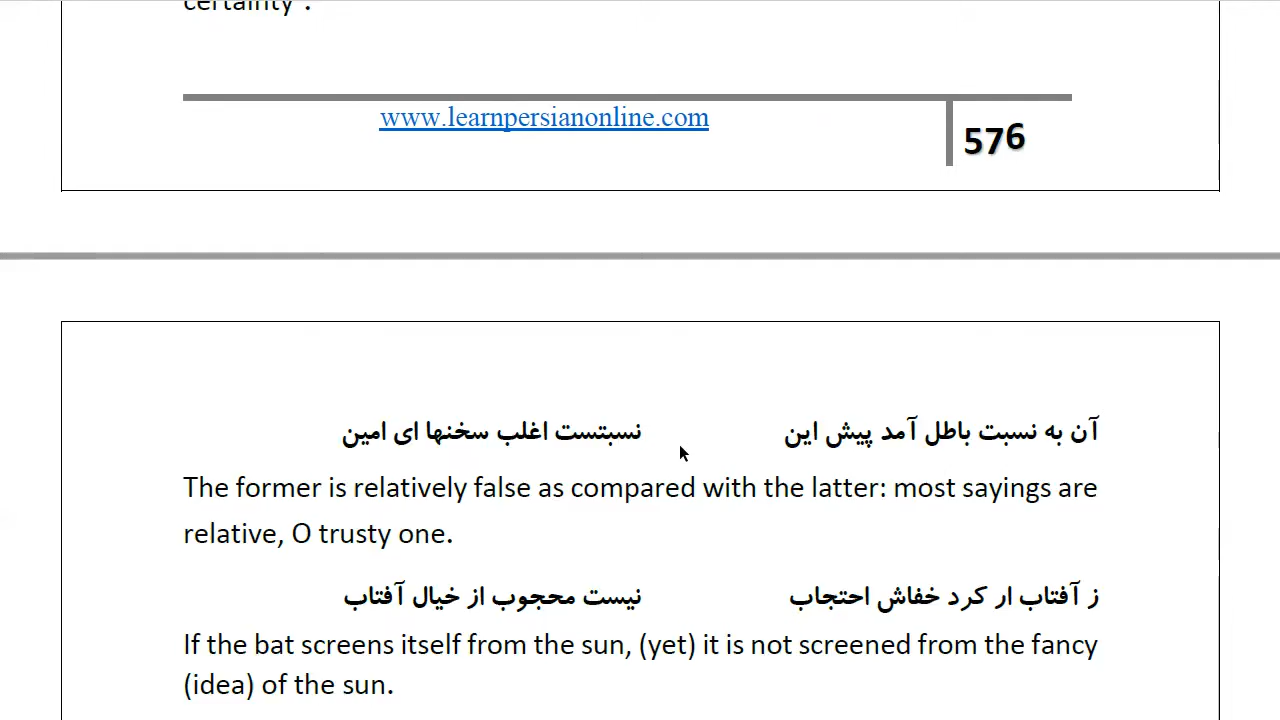 certainty .
www.learnpersianonline.com
576
آن به نسبت باطل آمد پیش این نسبتست اغلب سخنها ای امین
The former is relatively false as compared with the latter: most sayings are
relative, O trusty one.
ز آفتاب ار کرد خفاش احتجاب نیست محجوب از خیال آفتاب
If the bat screens itself from the sun, (yet) it is not screened from the fancy
(idea) of the sun.